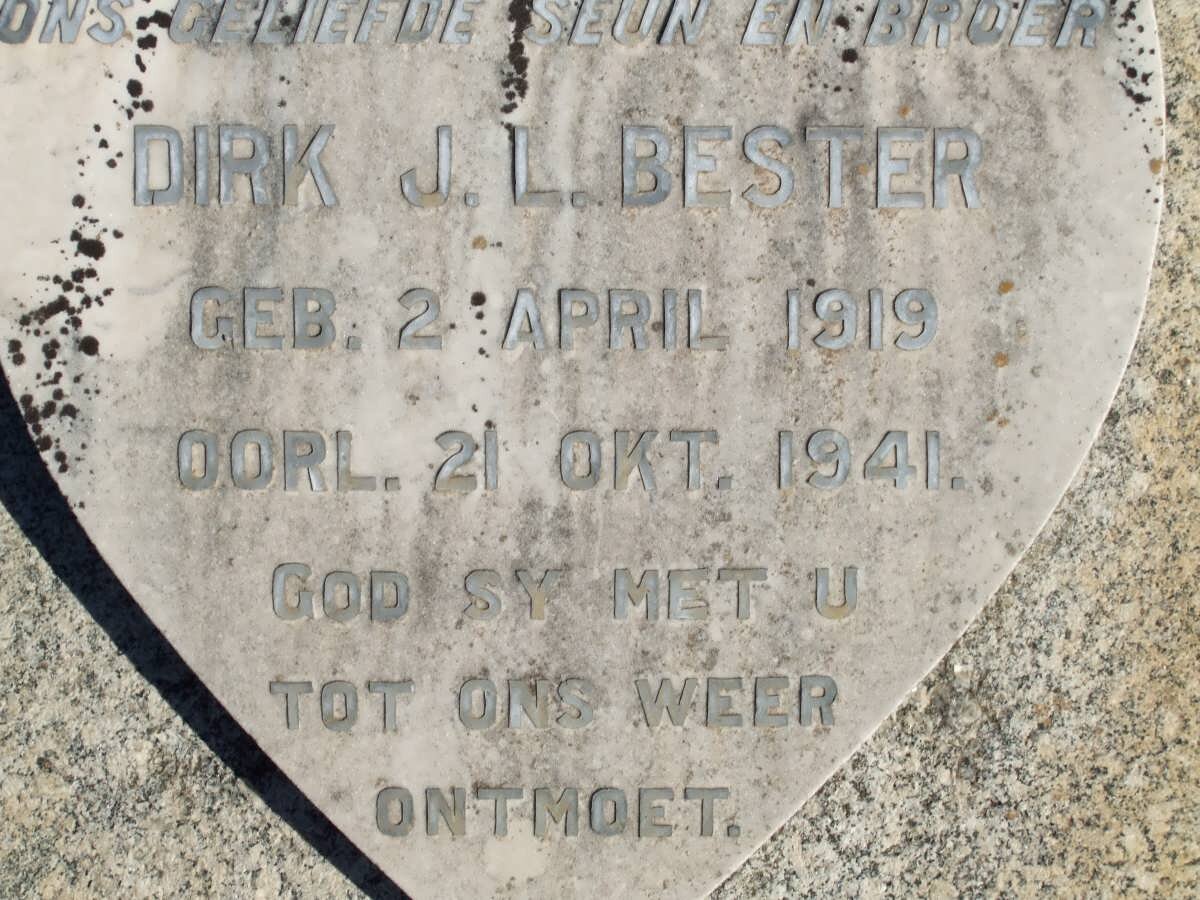 ONS GELIEFDE SEUN EN BROER
DIRK J. L. BESTER
GEB. 2 APRIL 1919
OORL. 21 OKT. 1941.
GOD SY MET U
TOT ONS WEER
ONTMOET.